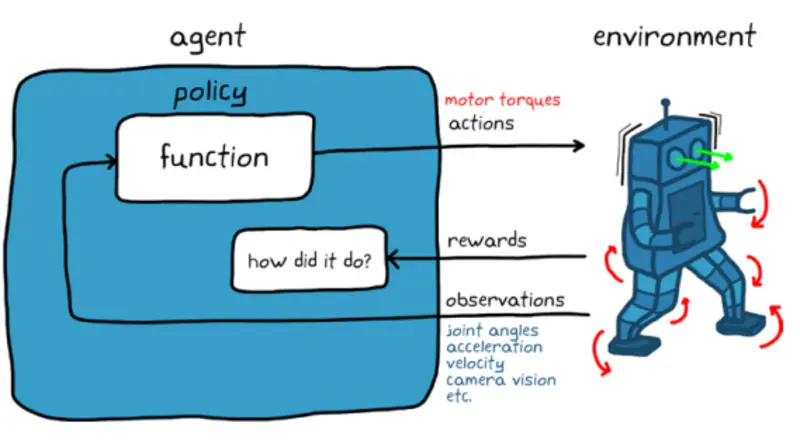 agent
environment
policy
function
motor torques
actions
rewards
how did it do?
observations
joint angles
acceleration
velocity
camera vision
etc.